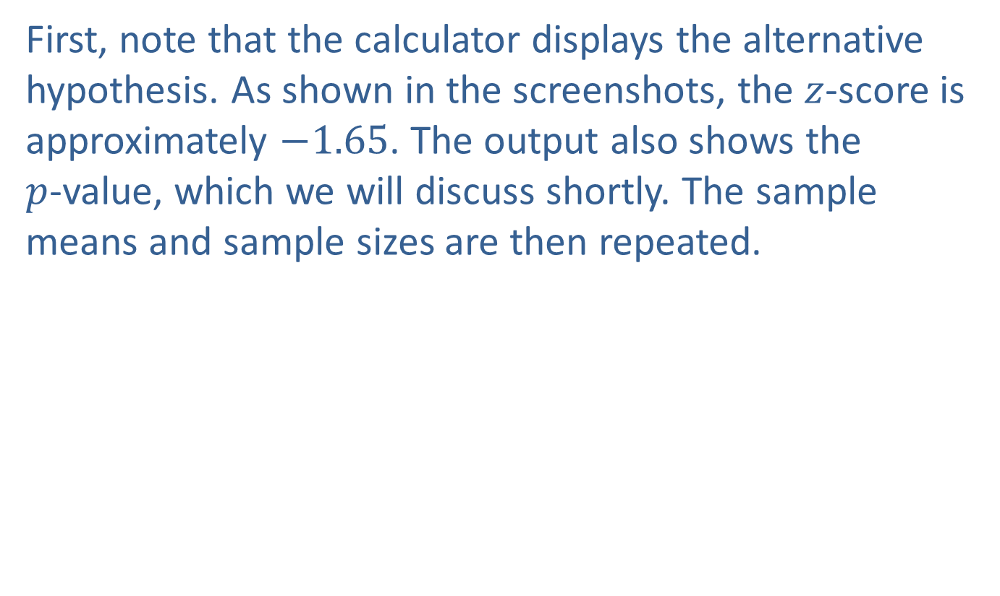 First, note that the calculator displays the alternative
hypothesis. As shown in the screenshots, the z-score is
approximately −1.65. The output also shows the
p-value, which we will discuss shortly. The sample
means and sample sizes are then repeated.